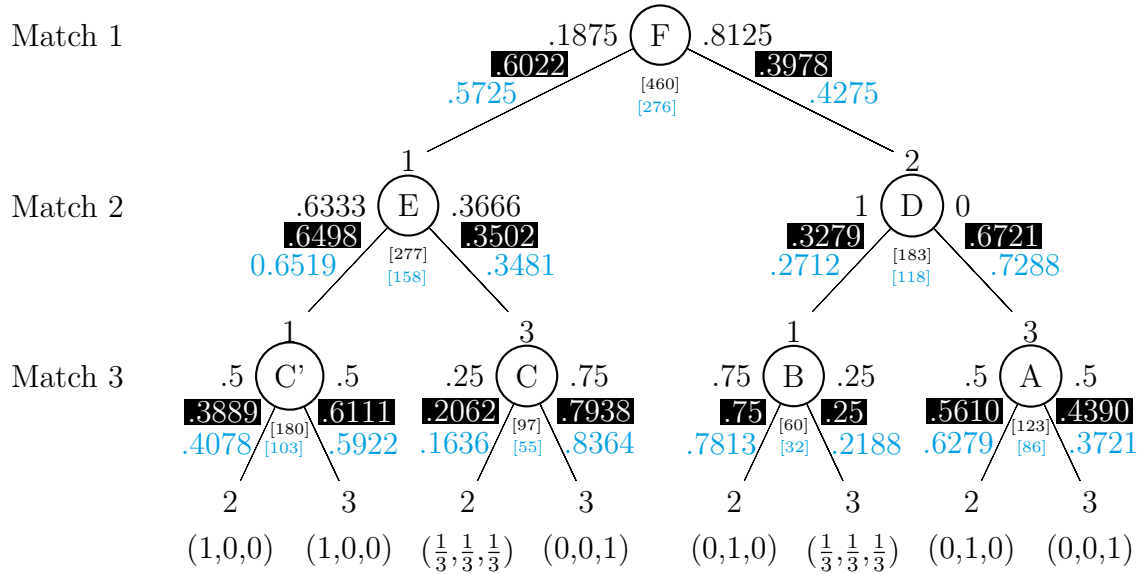 Match 1 .1875 F .8125
.6022 .3978
.5725 [460] .4275
[276]
1 2
Match 2 .6333 E .3666 1 D 0
.6498 .3502 .3279 .6721
0.6519 [277] .3481 .2712 [183] .7288
[158] [118]
1 3 1 3
Match 3 .5 C' .5 .25 C .75 .75 B .25 .5 A .5
.3889 .6111 .2062 .7938 .75 .25 .5610 .4390
[180] [97] [60] [123]
.4078 [103] .5922 .1636 [55] .8364 .7813 [32] .2188 .6279 [86] .3721
2 3 2 3 2 3 2 3
(1,0,0) (1,0,0) (1/3,1/3,1/3) (0,0,1) (0,1,0) (1/3,1/3,1/3) (0,1,0) (0,0,1)